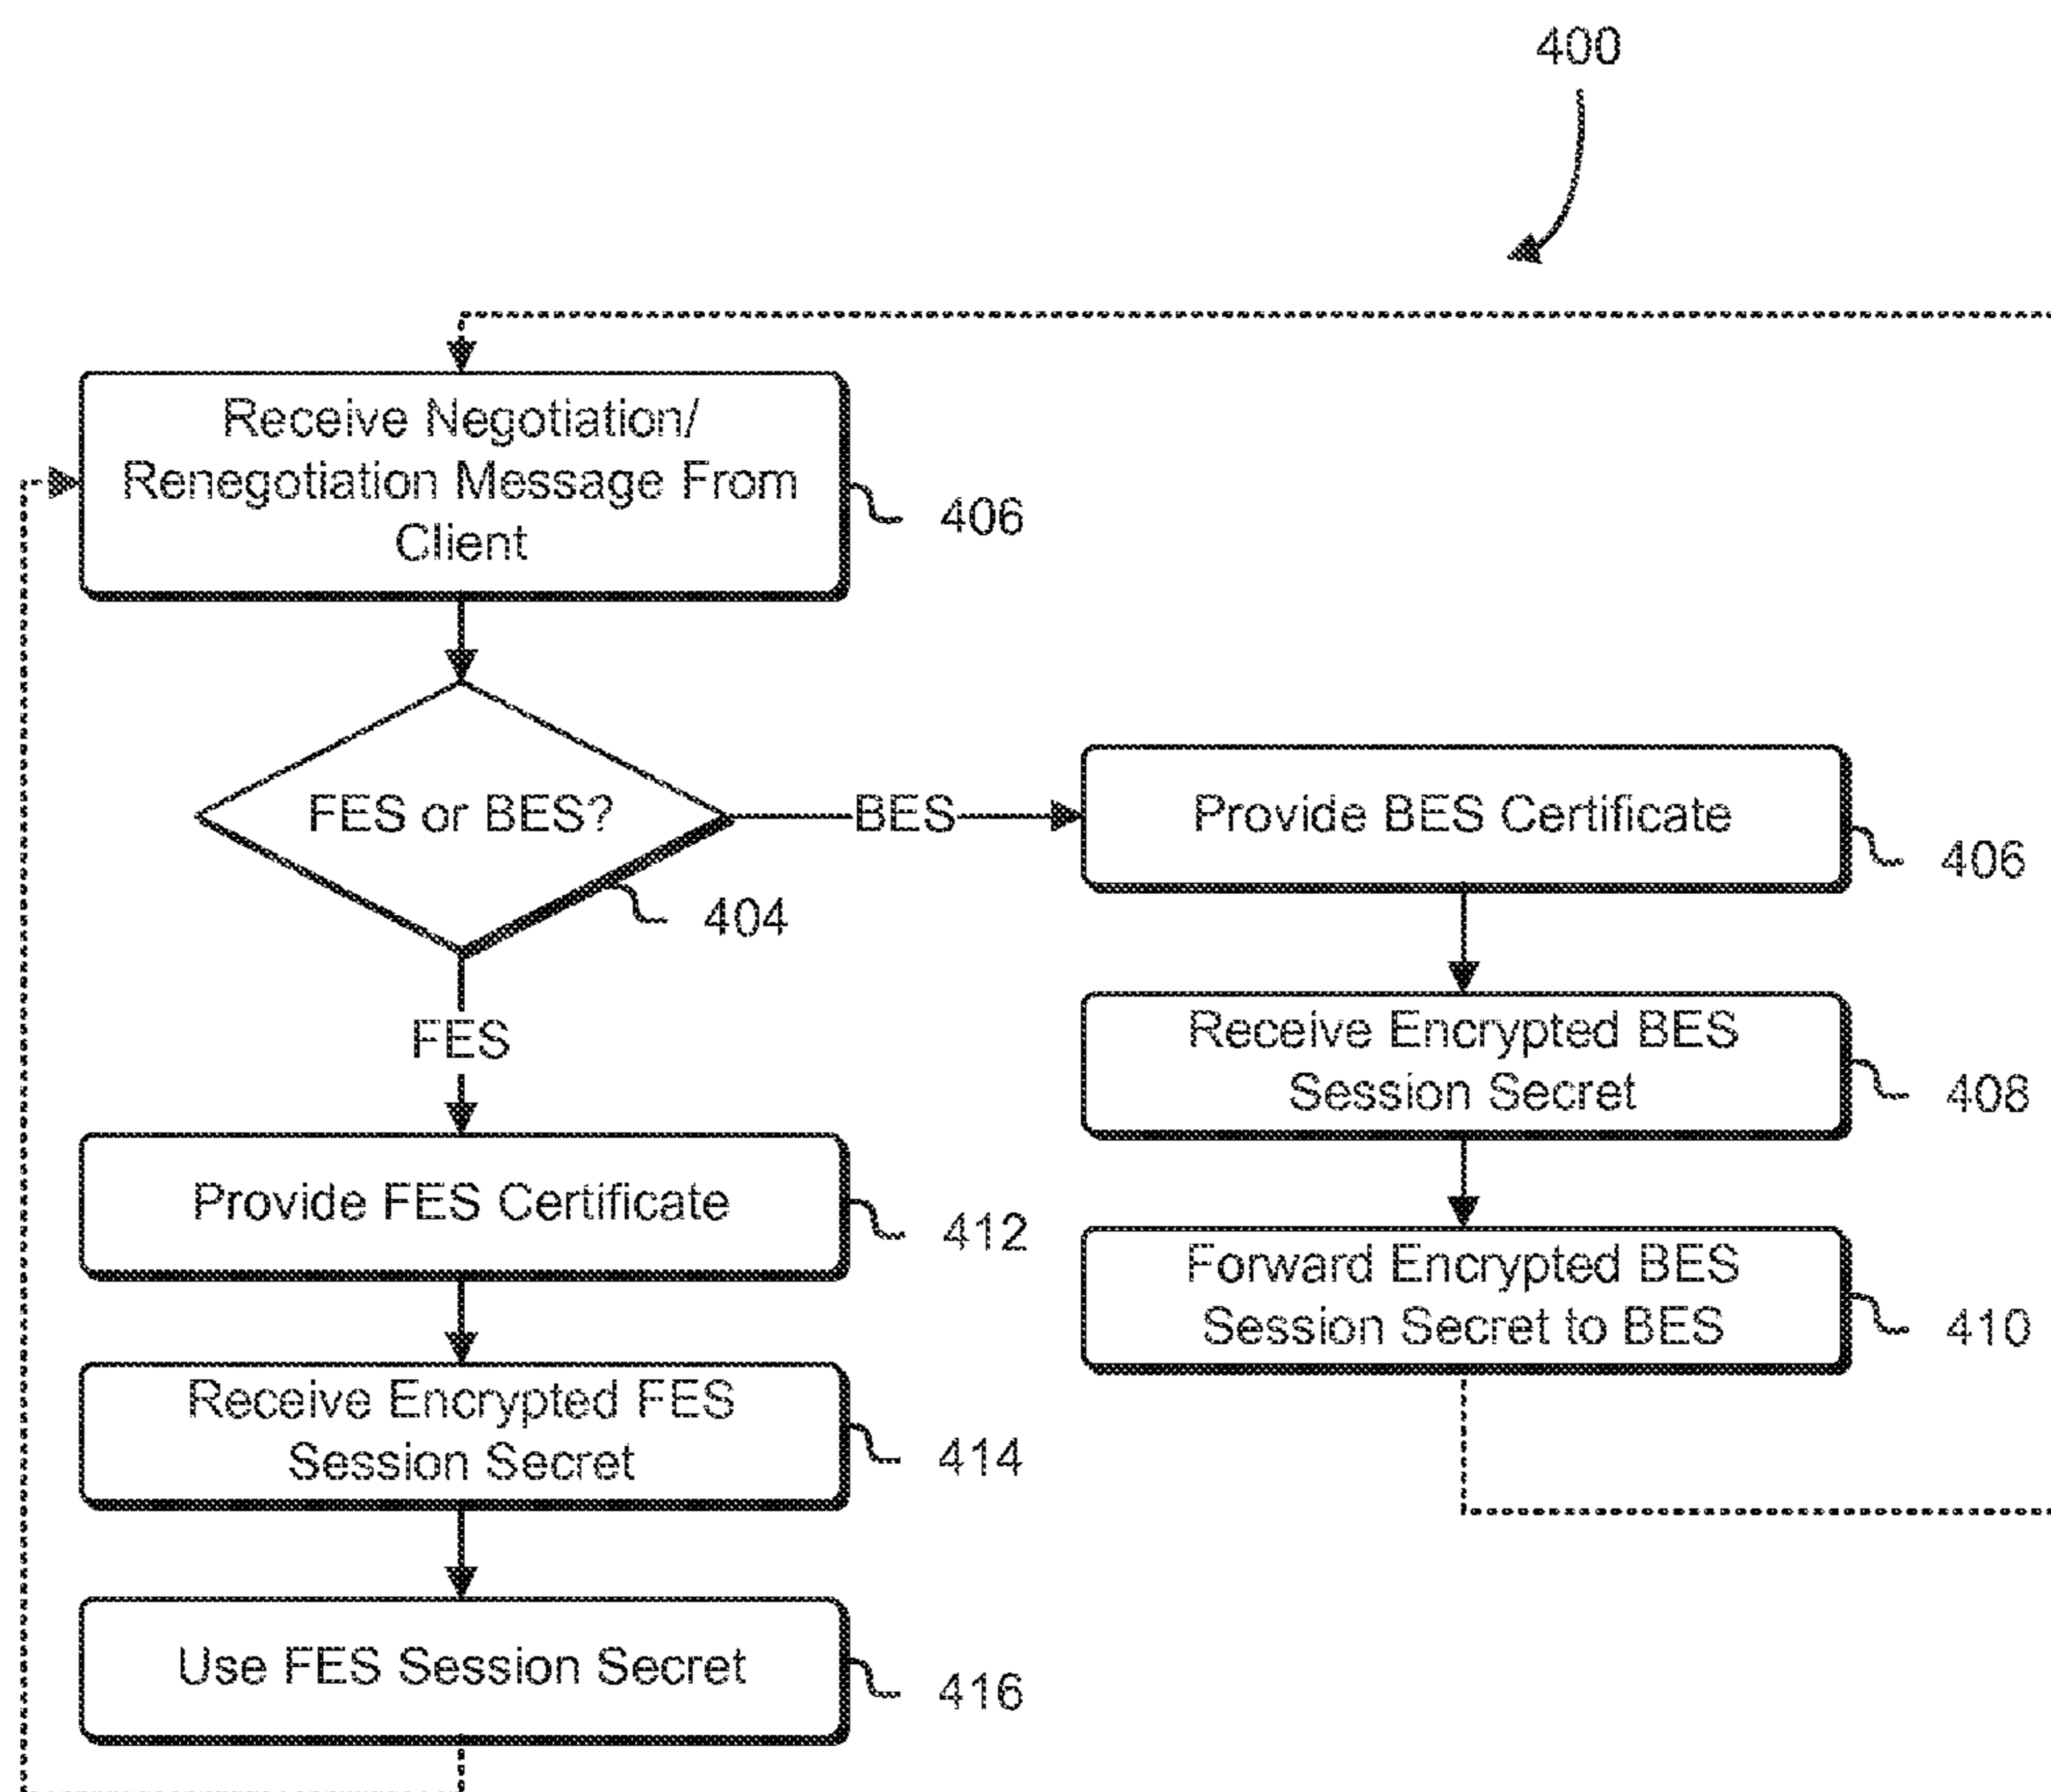 400
Receive Negotiation/
Renegotiation Message From
Client
406
FES or BES?
404
BES
Provide BES Certificate
406
Receive Encrypted BES
Session Secret
408
Forward Encrypted BES
Session Secret to BES
410
FES
Provide FES Certificate
412
Receive Encrypted FES
Session Secret
414
Use FES Session Secret
416